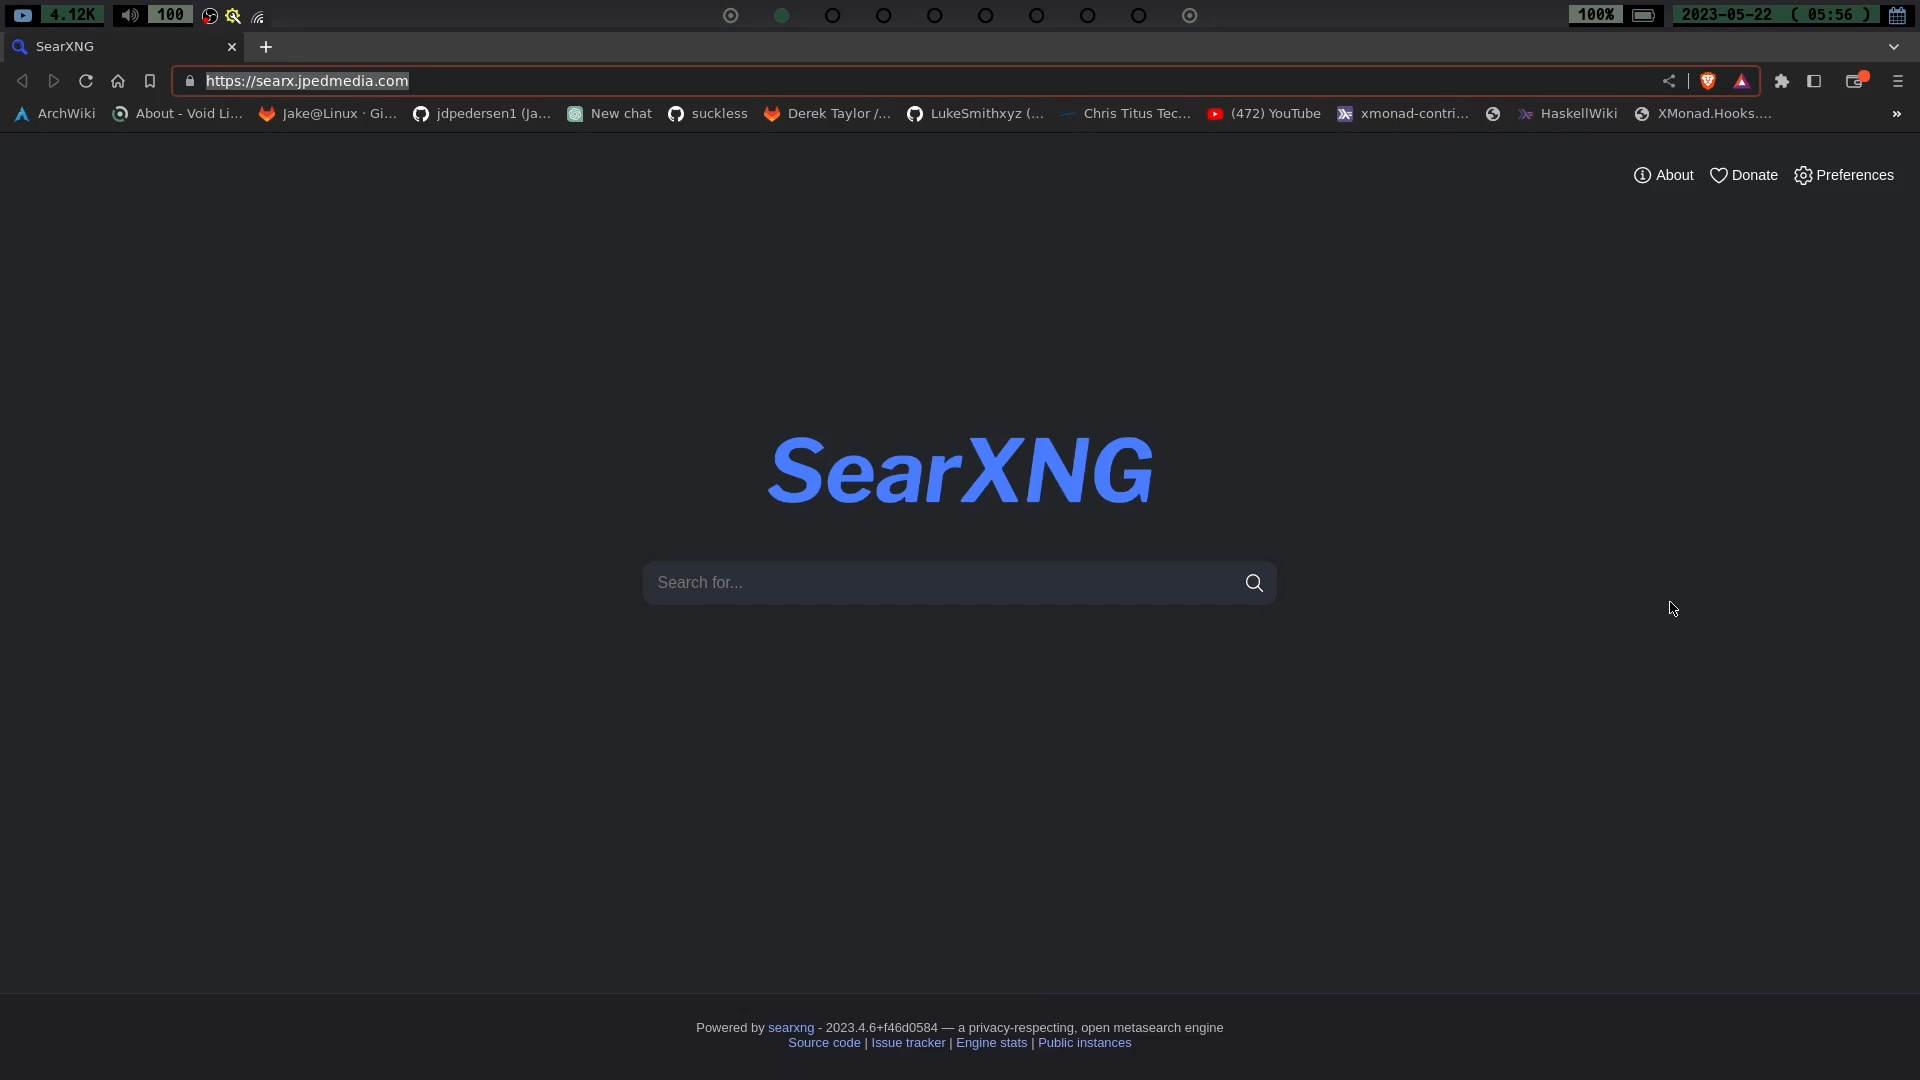 4.12K 100 100% 2023-05-22 ( 05:56 )
SearXNG
https://searx.jpedmedia.com
ArchWiki About - Void Li... Jake@Linux · Gi... jdpedersen1 (Ja... New chat suckless Derek Taylor /... LukeSmithxyz (... Chris Titus Tec... (472) YouTube xmonad-contri... HaskellWiki XMonad.Hooks.... »
About Donate Preferences
SearXNG
Search for...
Powered by searxng - 2023.4.6+f46d0584 — a privacy-respecting, open metasearch engine
Source code | Issue tracker | Engine stats | Public instances